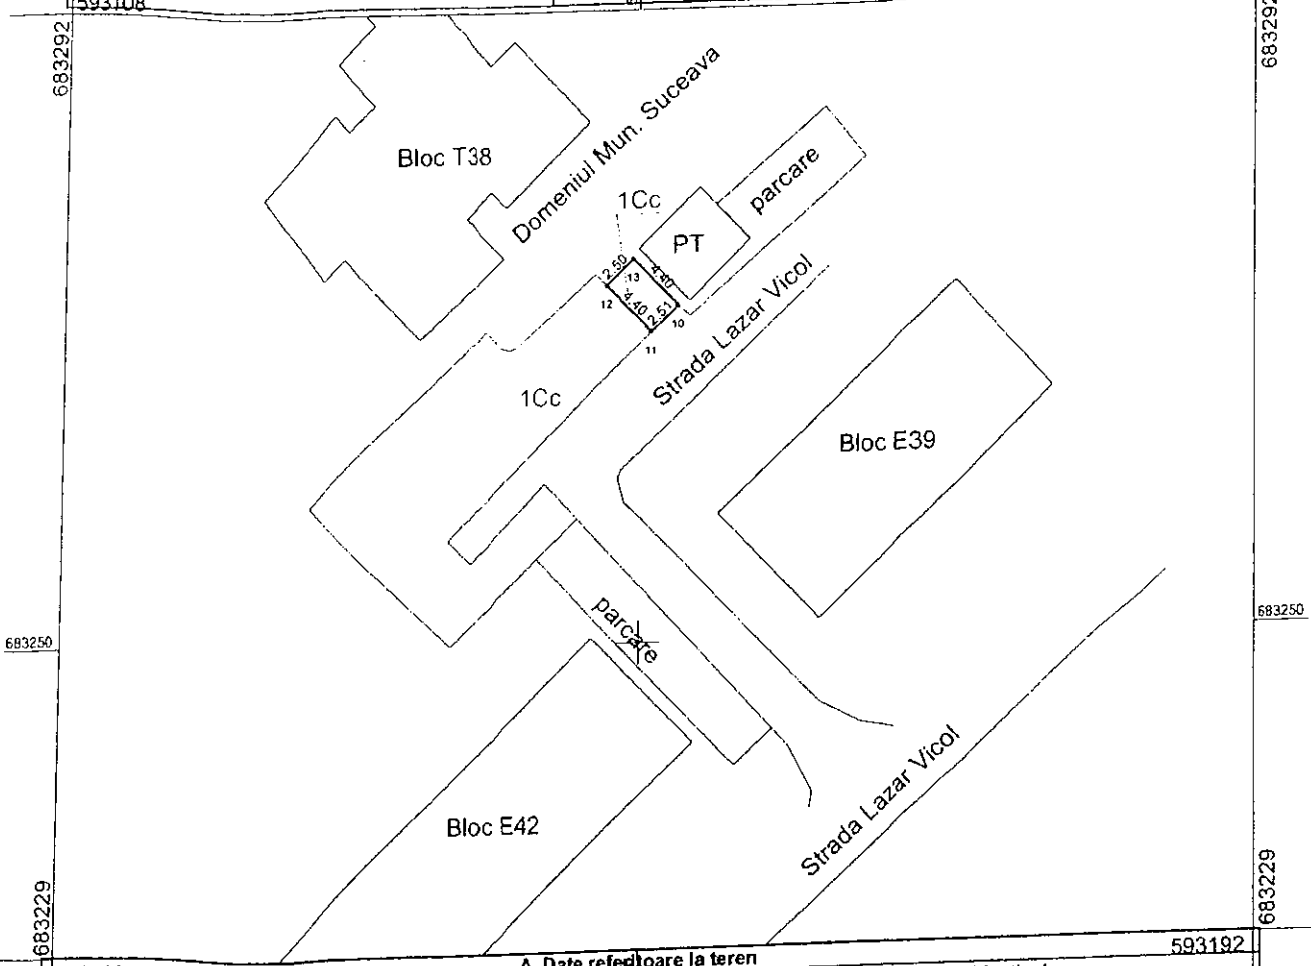 593108
683292
683292
Bloc T38
Domeniul Mun. Suceava
parcare
1Cc
PT
2.50
13
4.40
12
4.40
2.51
10
11
Strada Lazar Vicol
1Cc
Bloc E39
parcare
683250
683250
Bloc E42
Strada Lazar Vicol
683229
683229
593192
A. Date referitoare la teren